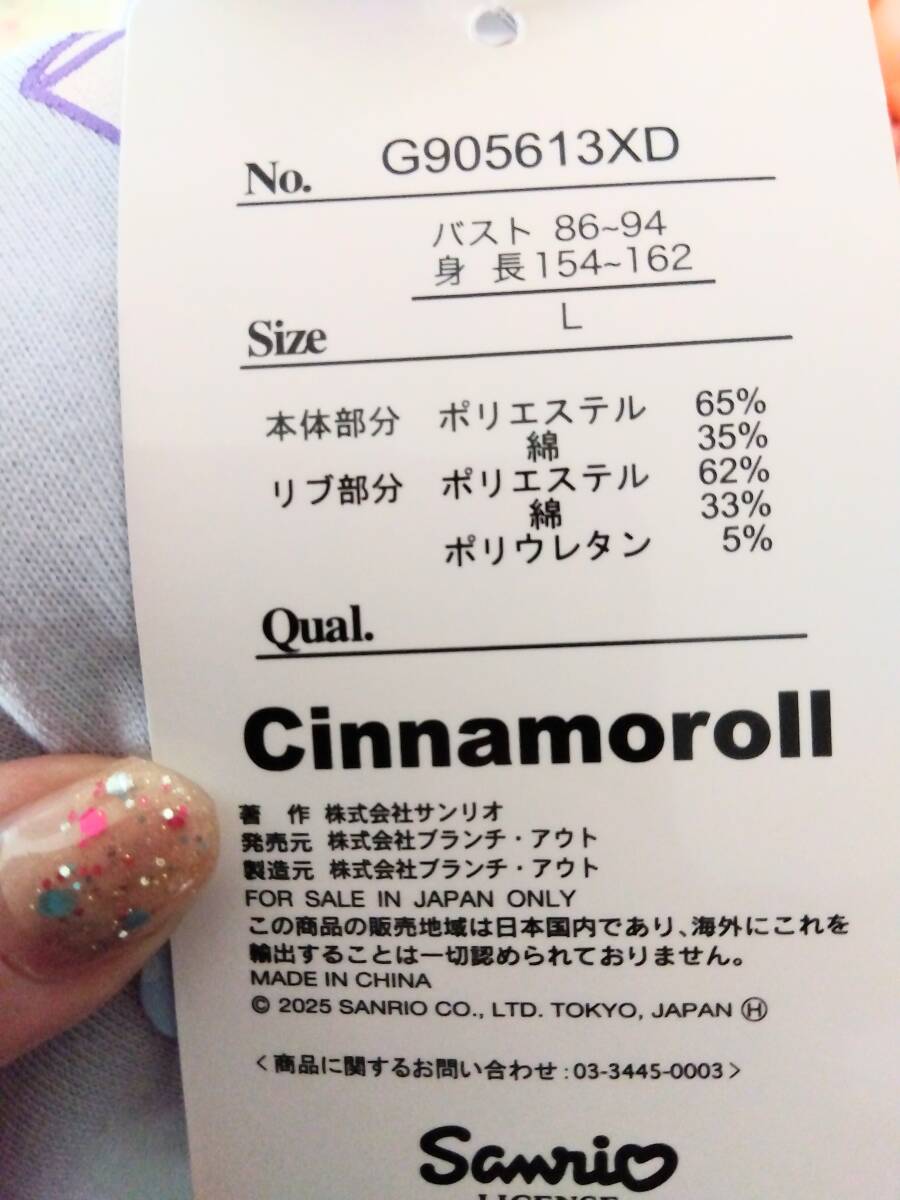 No. G905613XD
バスト 86~94
身 長 154~162
Size L
本体部分 ポリエステル 65%
綿 35%
リブ部分 ポリエステル 62%
綿 33%
ポリウレタン 5%
Qual.
Cinnamoroll
著 作 株式会社サンリオ
発売元 株式会社ブランチ・アウト
製造元 株式会社ブランチ・アウト
FOR SALE IN JAPAN ONLY
この商品の販売地域は日本国内であり、海外にこれを
輸出することは一切認められておりません。
MADE IN CHINA
© 2025 SANRIO CO., LTD. TOKYO, JAPAN Ⓗ
<商品に関するお問い合わせ:03-3445-0003>
Sanrio
LICENSE